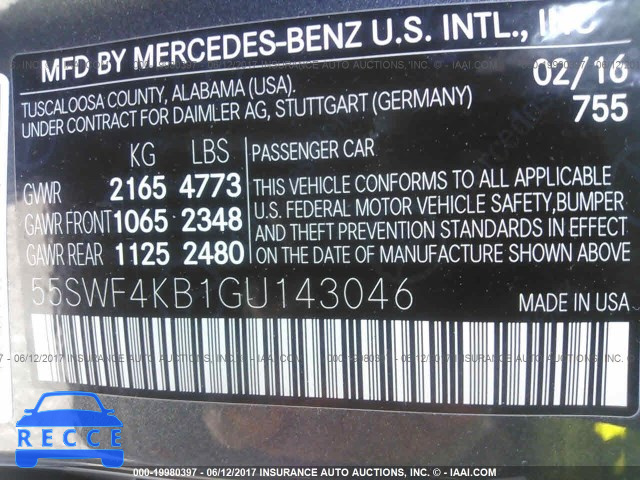 MFD BY MERCEDES-BENZ U.S. INTL., INC
TUSCALOOSA COUNTY, ALABAMA (USA).
UNDER CONTRACT FOR DAIMLER AG, STUTTGART (GERMANY)
02/16
755
KG LBS
GVWR 2165 4773
GAWR FRONT 1065 2348
GAWR REAR 1125 2480
PASSENGER CAR
THIS VEHICLE CONFORMS TO ALL APPLICABLE
U.S. FEDERAL MOTOR VEHICLE SAFETY,BUMPER
AND THEFT PREVENTION STANDARDS IN EFFECT
ON THE DATE OF MANUFACTURE SHOWN ABOVE
55SWF4KB1GU143046
MADE IN USA
RECCE
000-19980397 - 06/12/2017 INSURANCE AUTO AUCTIONS, INC. - © IAAI.COM